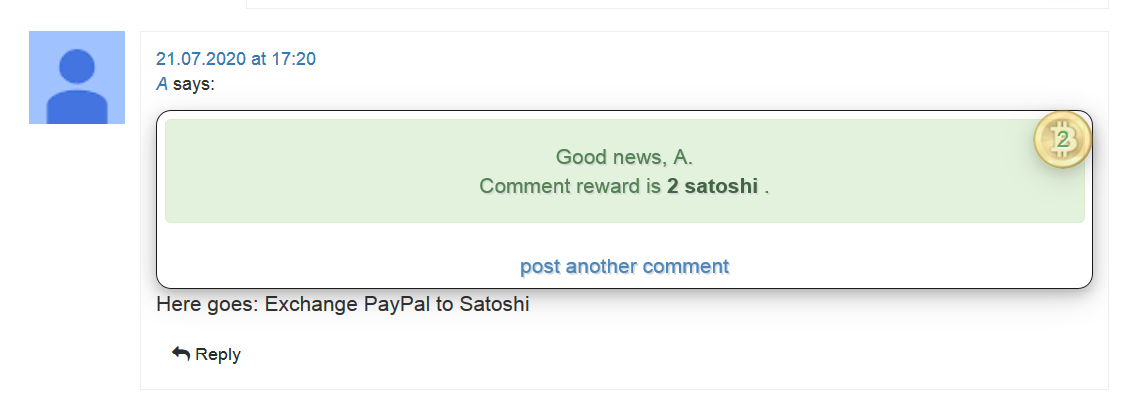 21.07.2020 at 17:20
A says:
2
Good news, A.
Comment reward is 2 satoshi .
post another comment
Here goes: Exchange PayPal to Satoshi
Reply